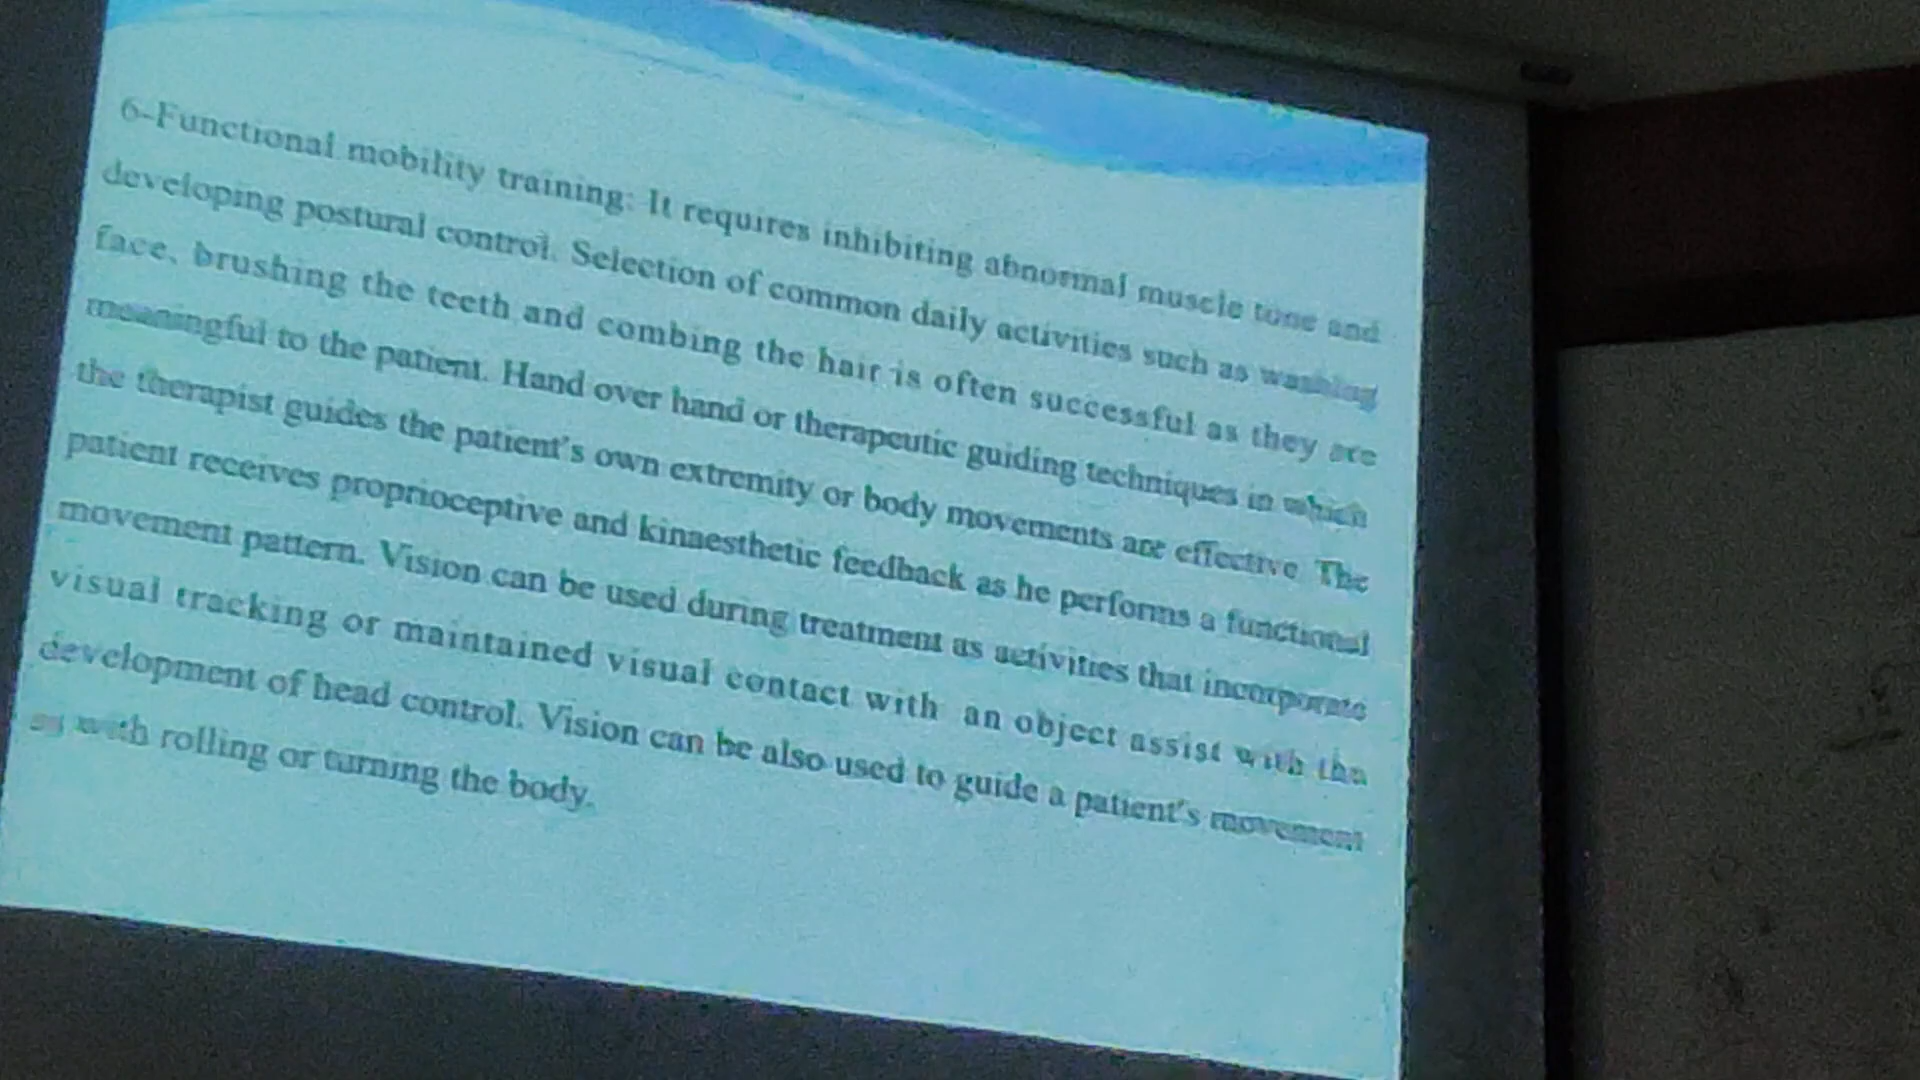 6-Functional mobility training: It requires inhibiting abnormal muscle tone and
developing postural control. Selection of common daily activities such as washing
face, brushing the teeth and combing the hair is often successful as they are
meaningful to the patient. Hand over hand or therapeutic guiding techniques in which
the therapist guides the patient's own extremity or body movements are effective The
patient receives proprioceptive and kinaesthetic feedback as he performs a functional
movement pattern. Vision can be used during treatment as activities that incorporate
visual tracking or maintained visual contact with an object assist with the
development of head control. Vision can be also used to guide a patient's movement
as with rolling or turning the body.